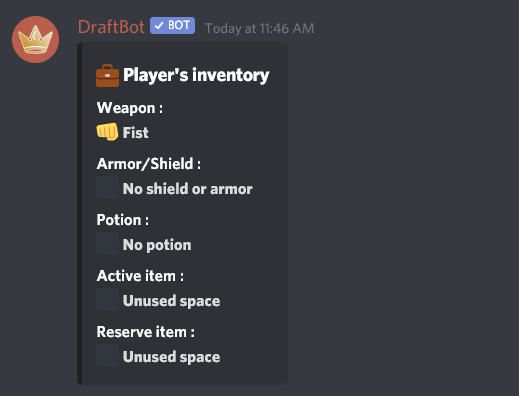 DraftBot ✓ BOT Today at 11:46 AM
Player's inventory
Weapon :
Fist
Armor/Shield :
No shield or armor
Potion :
No potion
Active item :
Unused space
Reserve item :
Unused space